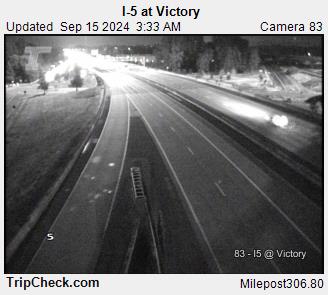 I-5 at Victory
Updated Sep 15 2024 3:33 AM Camera 83
S
83 - I5 @ Victory
TripCheck.com Milepost306.80